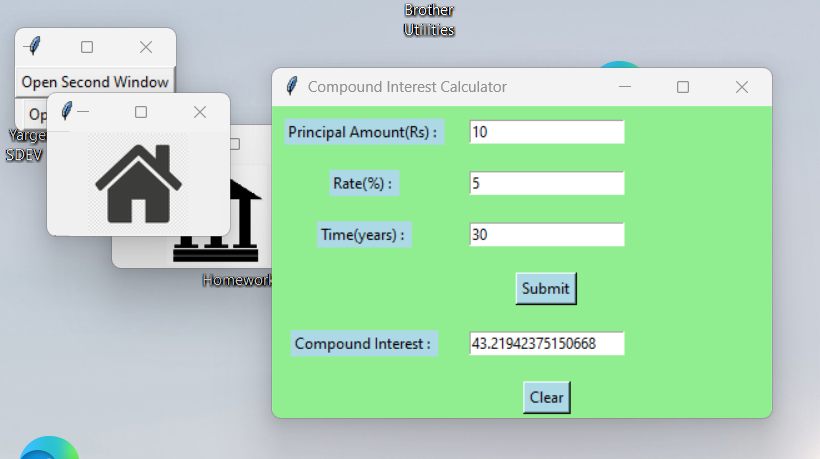 Brother
Utilities
Open Second Window
Op
Yarge
SDEV
Homework
Compound Interest Calculator
Principal Amount(Rs) : 10
Rate(%) : 5
Time(years) : 30
Submit
Compound Interest : 43.21942375150668
Clear